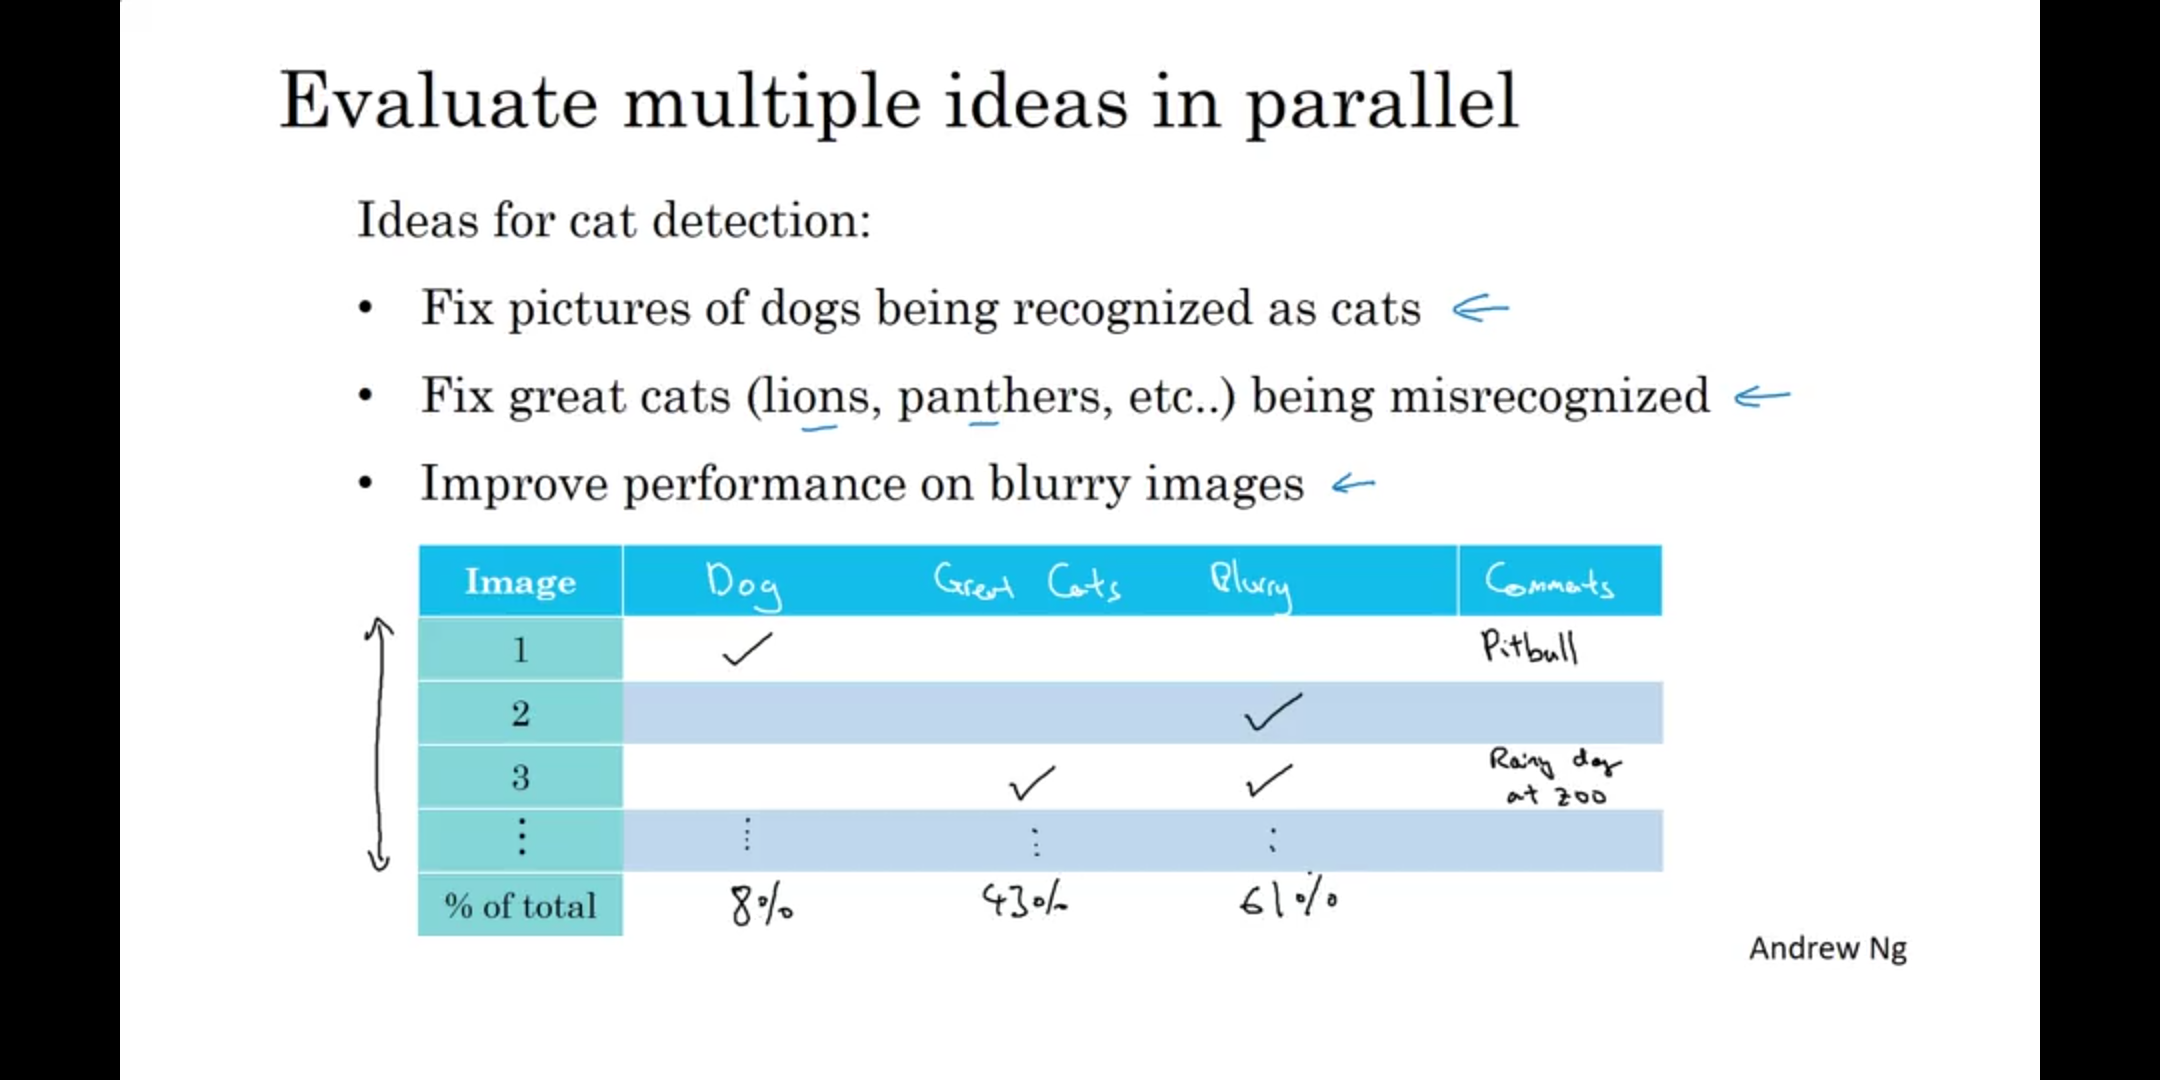 Evaluate multiple ideas in parallel
Ideas for cat detection:
• Fix pictures of dogs being recognized as cats
• Fix great cats (lions, panthers, etc..) being misrecognized
• Improve performance on blurry images
Image Dog Great Cats Blurry Comments
1 ✓ Pitbull
2 ✓
3 ✓ ✓ Rainy day
at zoo
⋮ ⋮ ⋮ ⋮
% of total 8% 43% 61%
Andrew Ng